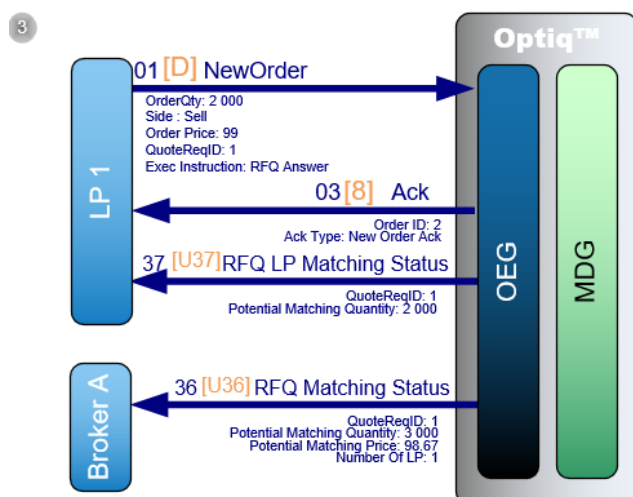 3
Optiq™
01 [D] NewOrder
OrderQty: 2 000
Side : Sell
Order Price: 99
QuoteReqID: 1
Exec Instruction: RFQ Answer
LP 1
03 [8] Ack
Order ID: 2
Ack Type: New Order Ack
37 [U37] RFQ LP Matching Status
QuoteReqID: 1
Potential Matching Quantity: 2 000
OEG
MDG
Broker A
36 [U36] RFQ Matching Status
QuoteReqID: 1
Potential Matching Quantity: 3 000
Potential Matching Price: 98.67
Number Of LP: 1